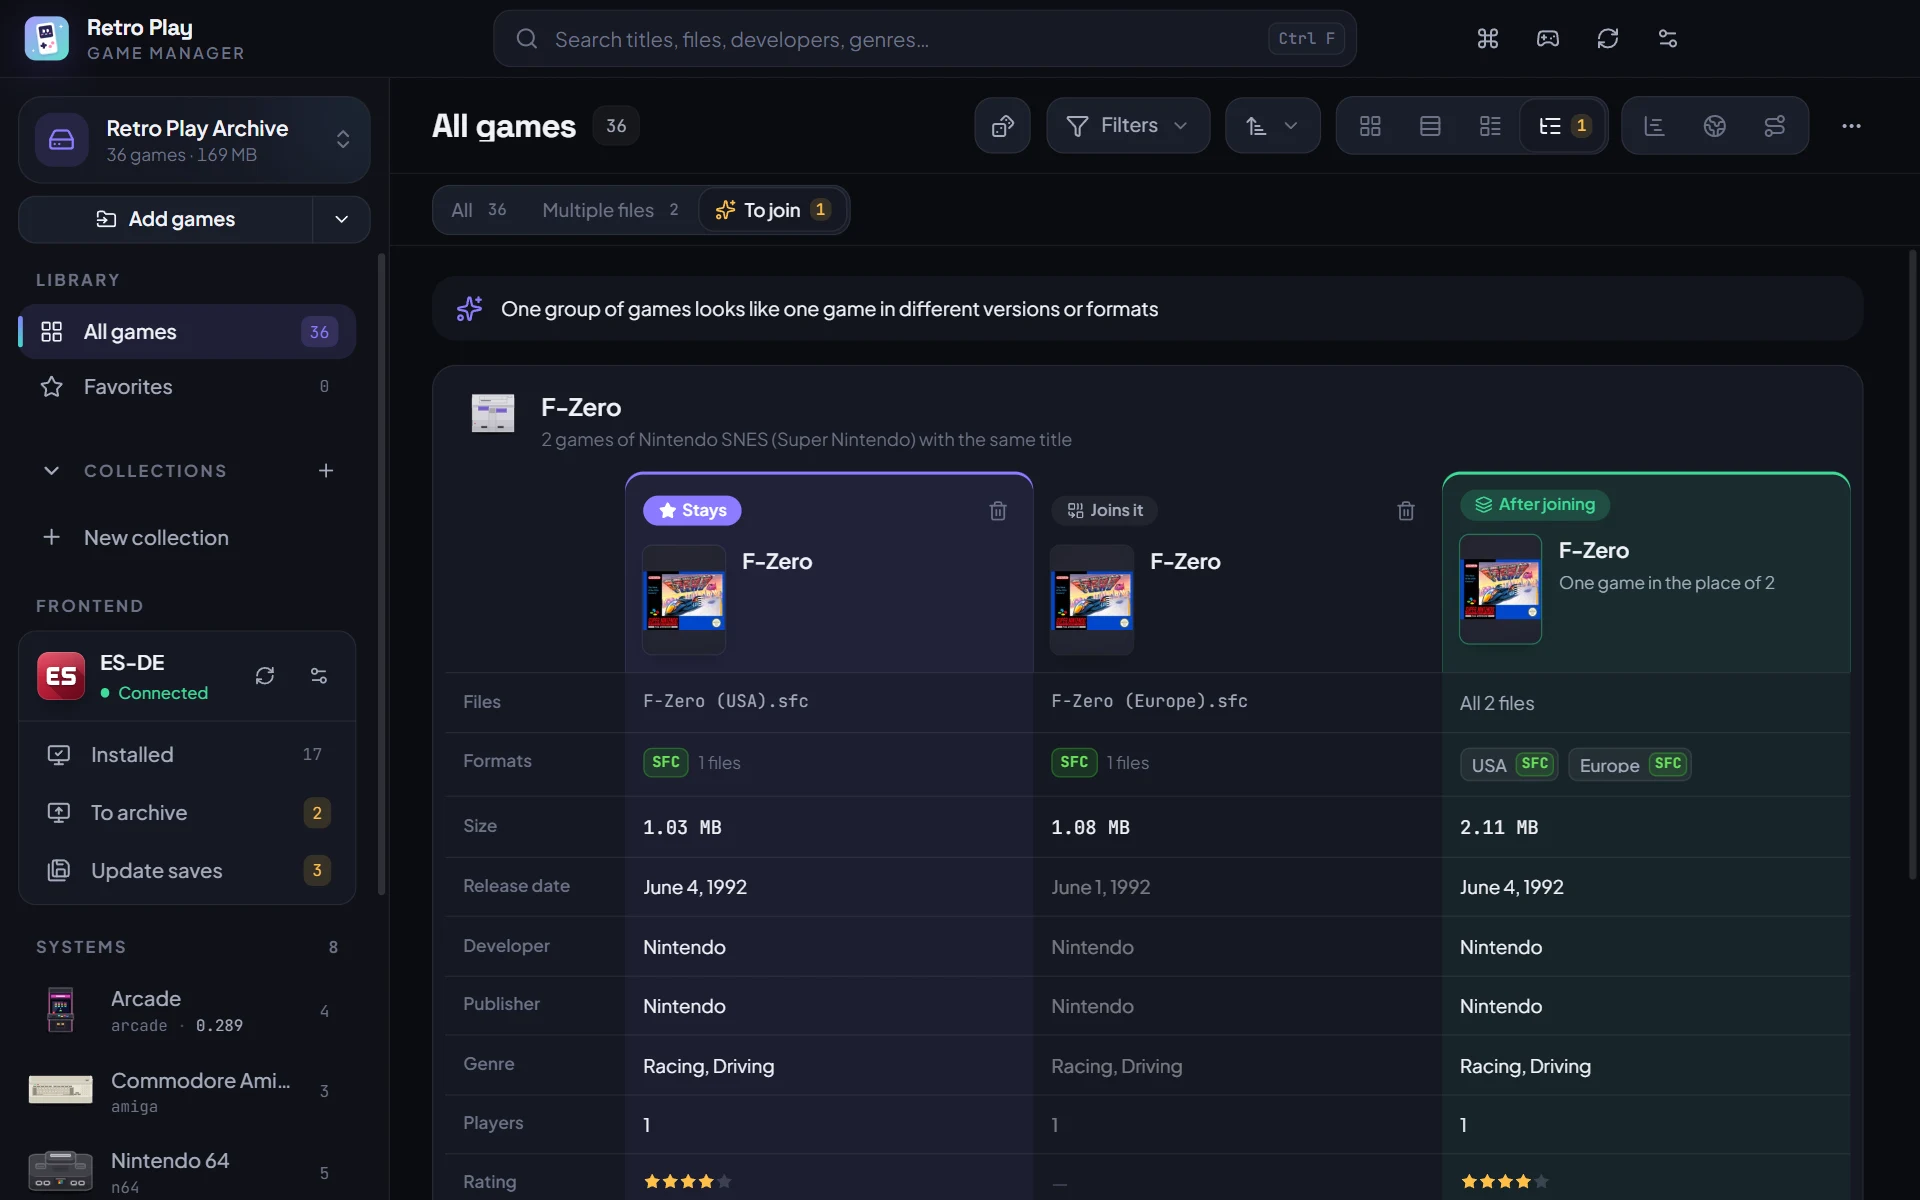 Retro Play
GAME MANAGER
Search titles, files, developers, genres...
Ctrl F
Retro Play Archive
36 games · 169 MB
Add games
LIBRARY
All games 36
Favorites 0
COLLECTIONS
New collection
FRONTEND
ES
ES-DE
Connected
Installed 17
To archive 2
Update saves 3
SYSTEMS 8
Arcade
arcade · 0.289
4
Commodore Ami...
amiga
3
Nintendo 64
n64
5
All games 36
Filters
1
All 36
Multiple files 2
To join 1
One group of games looks like one game in different versions or formats
F-Zero
2 games of Nintendo SNES (Super Nintendo) with the same title
Stays
F-Zero
Joins it
F-Zero
After joining
F-Zero
One game in the place of 2
Files
F-Zero (USA).sfc
F-Zero (Europe).sfc
All 2 files
Formats
SFC 1 files
SFC 1 files
USA SFC Europe SFC
Size
1.03 MB
1.08 MB
2.11 MB
Release date
June 4, 1992
June 1, 1992
June 4, 1992
Developer
Nintendo
Nintendo
Nintendo
Publisher
Nintendo
Nintendo
Nintendo
Genre
Racing, Driving
Racing, Driving
Racing, Driving
Players
1
1
1
Rating
—